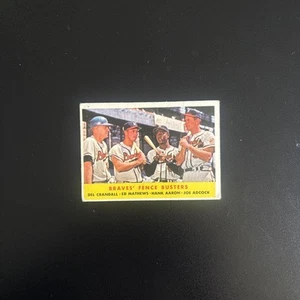 BRAVES' FENCE BUSTERS
DEL CRANDALL - ED MATHEWS - HANK AARON - JOE ADCOCK